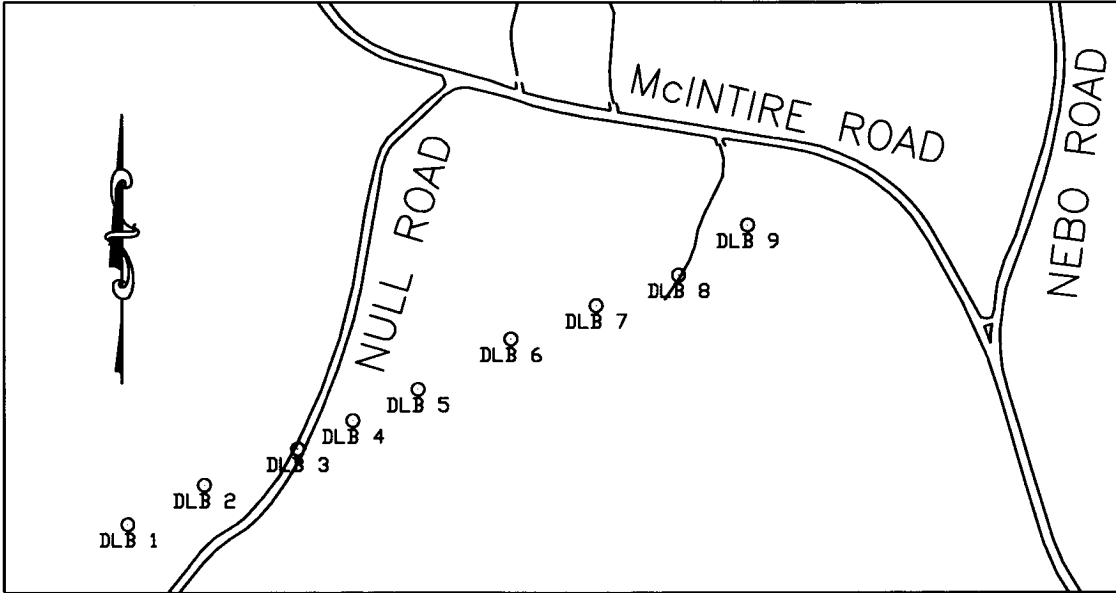 McINTIRE ROAD
NEBO ROAD
NULL ROAD
DLB 9
DLB 8
DLB 7
DLB 6
DLB 5
DLB 4
DLB 3
DLB 2
DLB 1